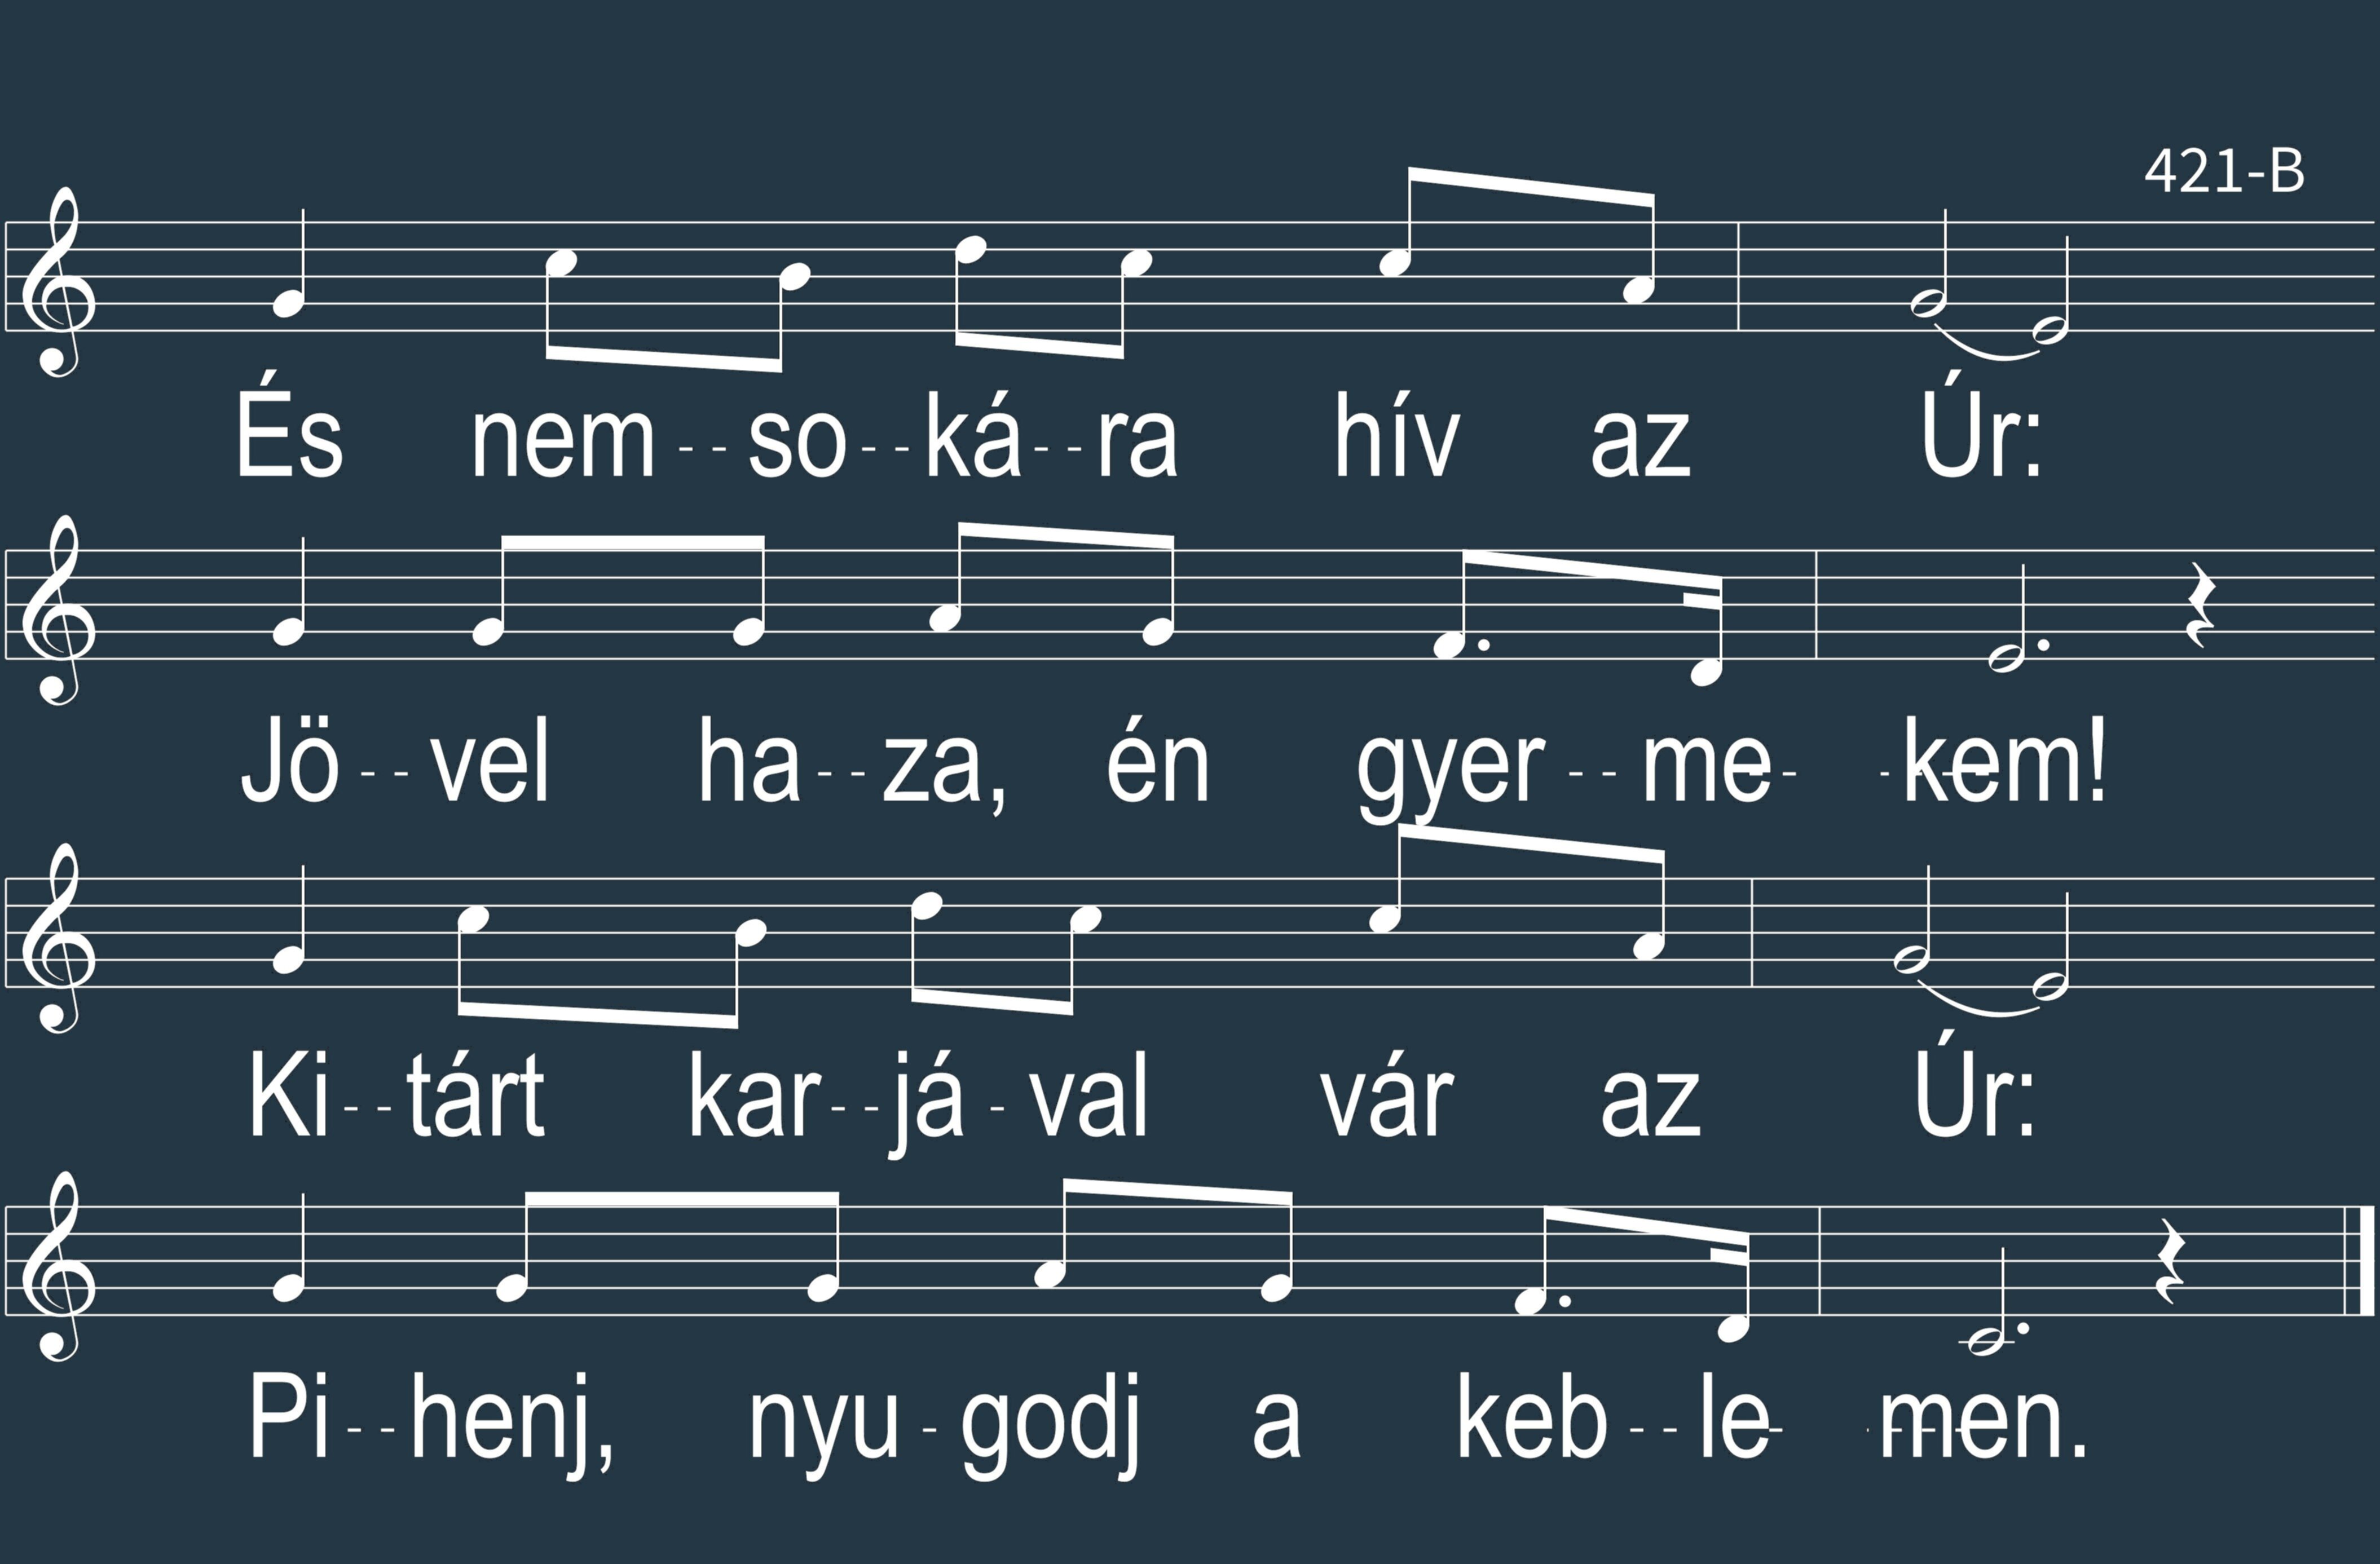 421-B
És nem--so--ká--ra hív az Úr:
Jö--vel ha--za, én gyer--me--kem!
Ki--tárt kar--já-val vár az Úr:
Pi--henj, nyu-godj a keb--le-men.